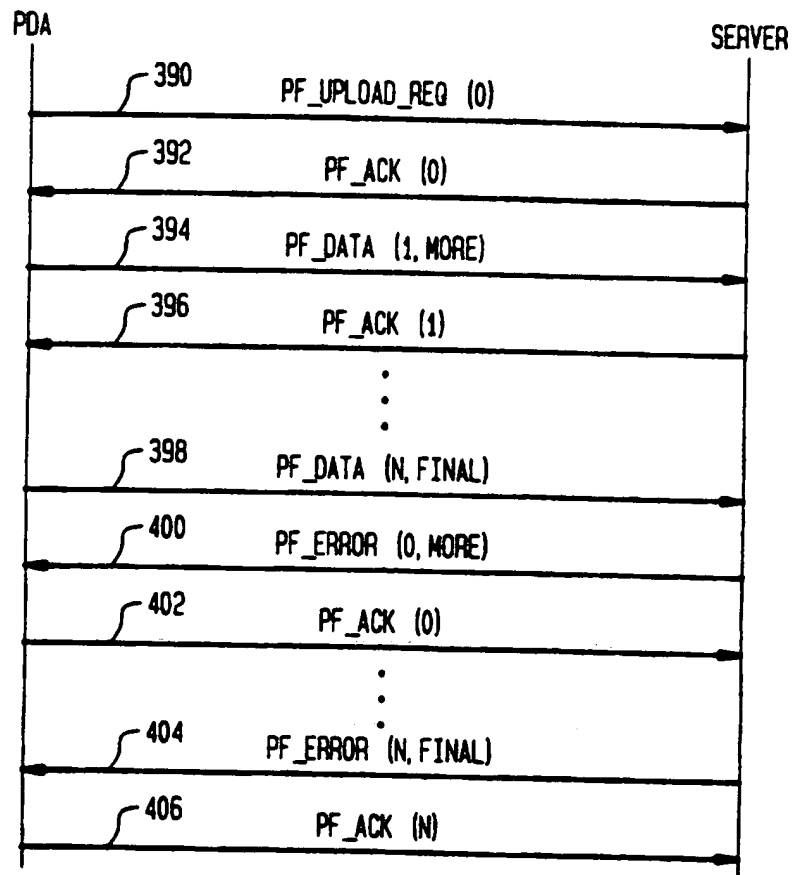 PDA
SERVER
390
PF_UPLOAD_REQ (0)
392
PF_ACK (0)
394
PF_DATA (1, MORE)
396
PF_ACK (1)
398
PF_DATA (N, FINAL)
400
PF_ERROR (0, MORE)
402
PF_ACK (0)
404
PF_ERROR (N, FINAL)
406
PF_ACK (N)